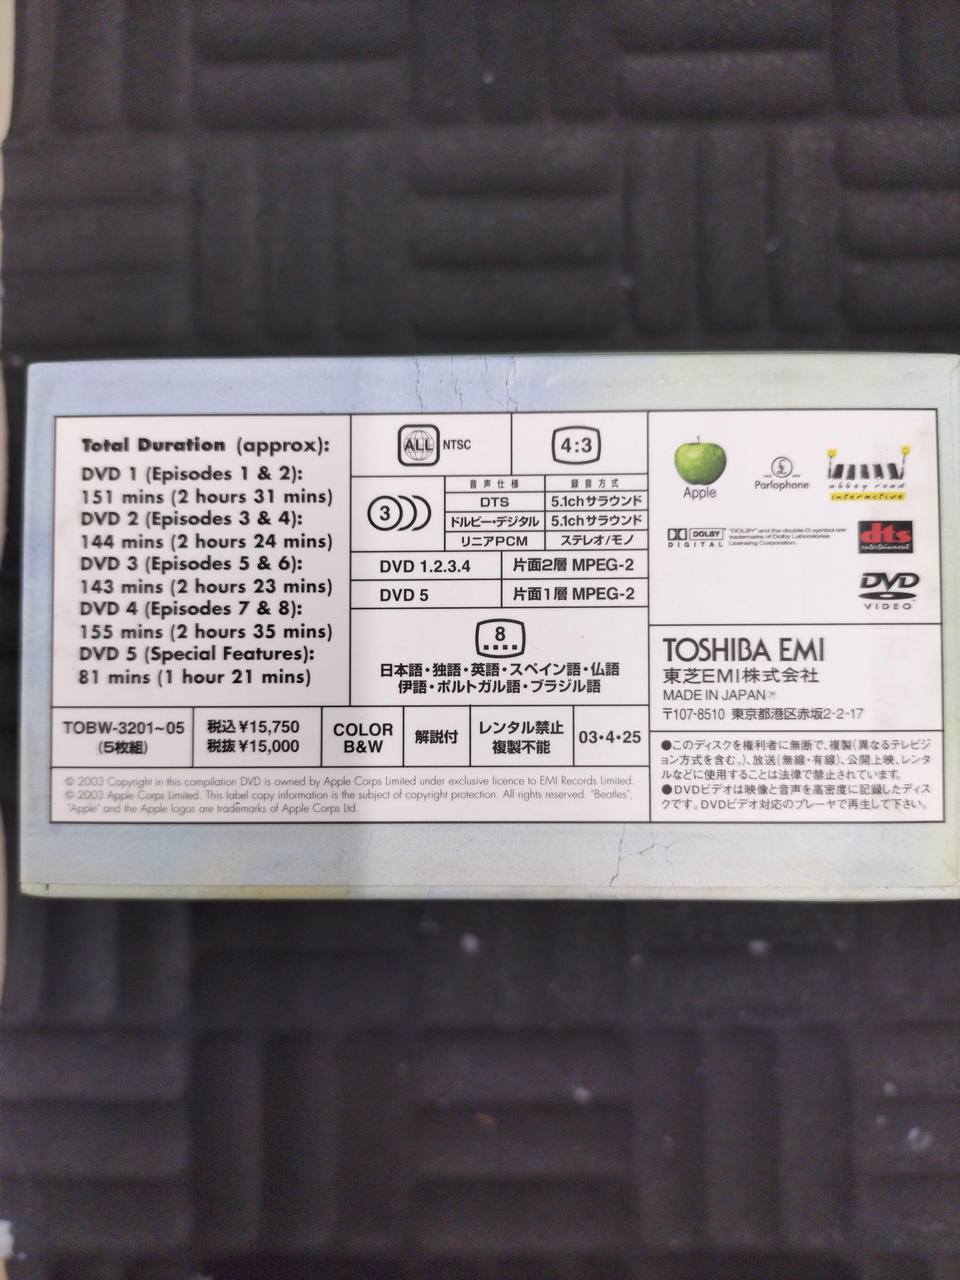 Total Duration (approx):
DVD 1 (Episodes 1 & 2):
151 mins (2 hours 31 mins)
DVD 2 (Episodes 3 & 4):
144 mins (2 hours 24 mins)
DVD 3 (Episodes 5 & 6):
143 mins (2 hours 23 mins)
DVD 4 (Episodes 7 & 8):
155 mins (2 hours 35 mins)
DVD 5 (Special Features):
81 mins (1 hour 21 mins)
ALL NTSC
4:3
3
音声仕様 録音方式
DTS 5.1chサラウンド
ドルビー・デジタル 5.1chサラウンド
リニアPCM ステレオ/モノ
DVD 1.2.3.4 片面2層 MPEG-2
DVD 5 片面1層 MPEG-2
8
日本語・独語・英語・スペイン語・仏語
伊語・ポルトガル語・ブラジル語
TOBW-3201~05
(5枚組)
税込¥15,750
税抜¥15,000
COLOR
B&W
解説付
レンタル禁止
複製不能
03・4・25
© 2003 Copyright in this compilation DVD is owned by Apple Corps Limited under exclusive licence to EMI Records Limited.
© 2003 Apple Corps Limited. This label copy information is the subject of copyright protection. All rights reserved. "Beatles",
"Apple" and the Apple logos are trademarks of Apple Corps Ltd.
Apple
£
Parlophone
abbey road
interactive
DOLBY
DIGITAL
"DOLBY" and the double-D symbol are
trademarks of Dolby Laboratories
Licensing Corporation.
dts
entertainment
DVD
VIDEO
TOSHIBA EMI
東芝EMI株式会社
MADE IN JAPAN
〒107-8510 東京都港区赤坂2-2-17
●このディスクを権利者に無断で、複製(異なるテレビジ
ョン方式を含む。)、放送(無線・有線)、公開上映、レンタ
ルなどに使用することは法律で禁止されています。
●DVDビデオは映像と音声を高密度に記録したディス
クです。DVDビデオ対応のプレーヤで再生して下さい。